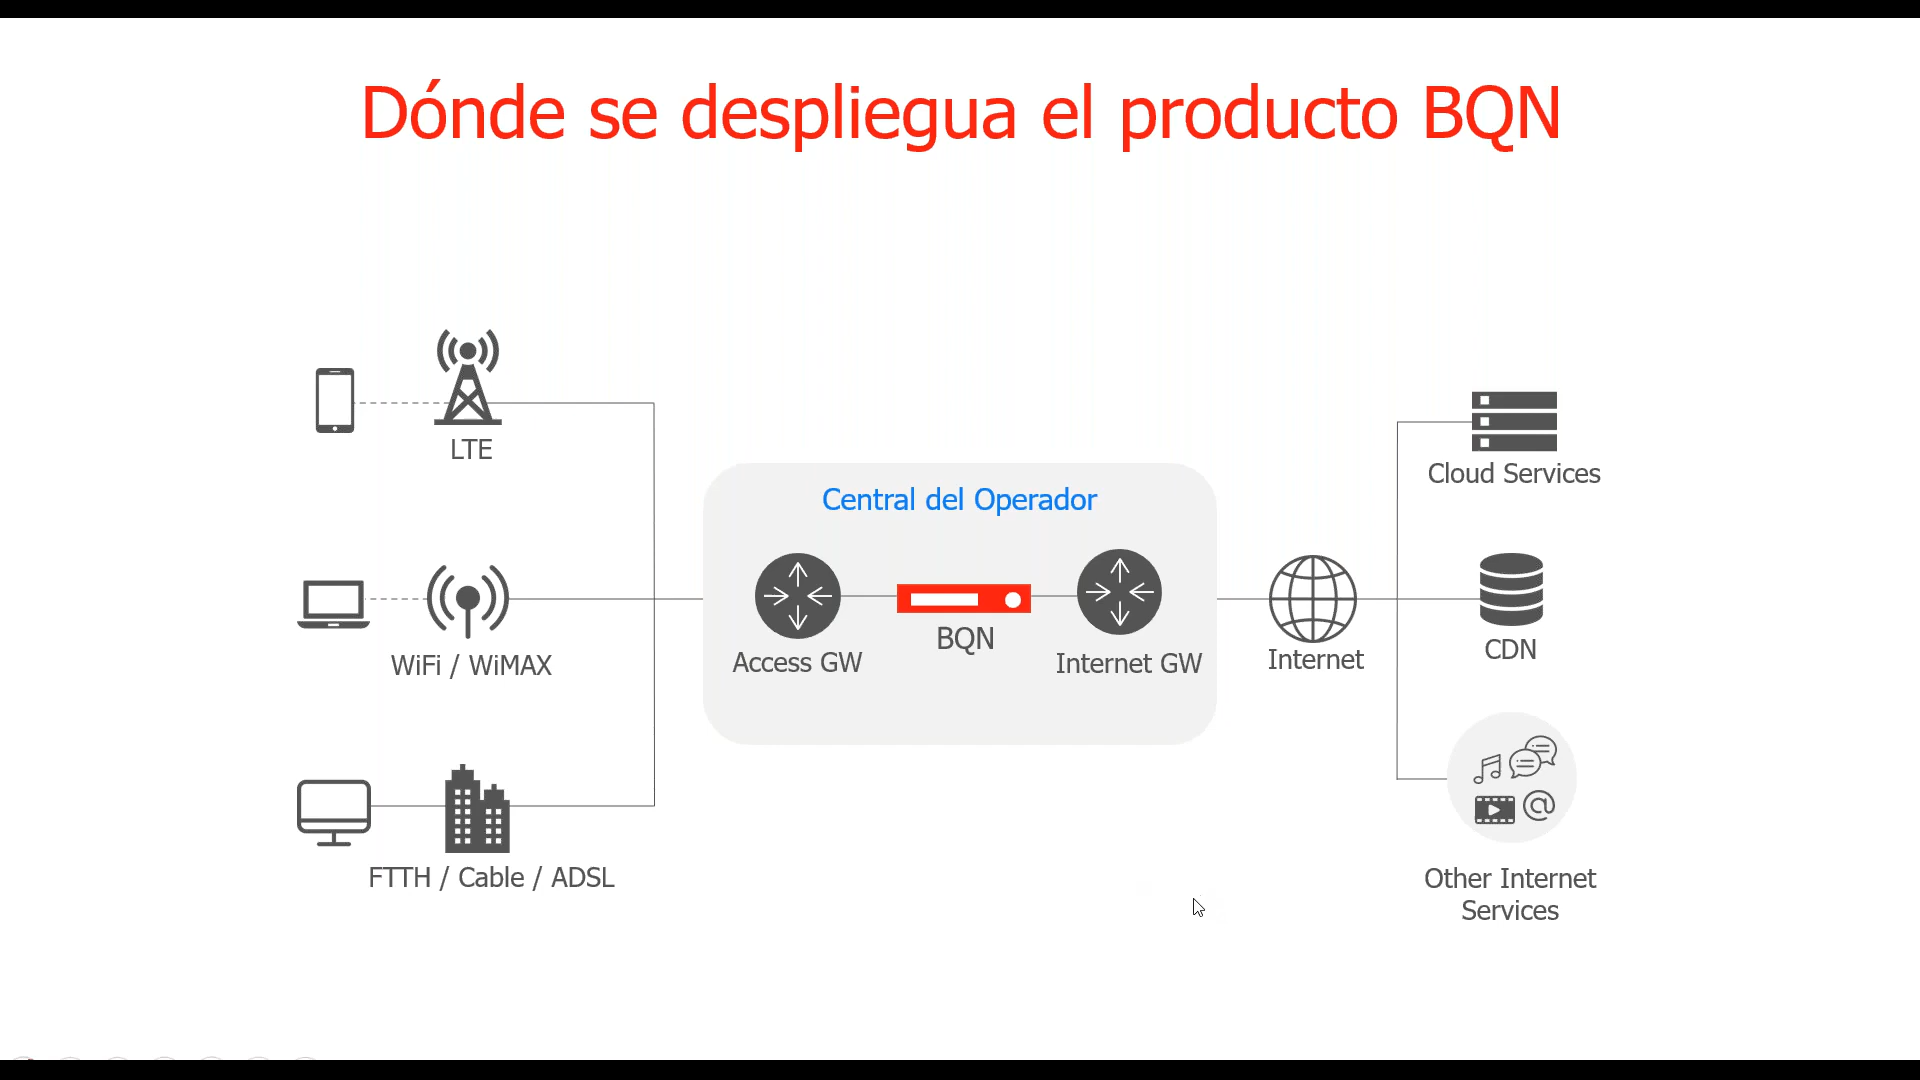 Dónde se despliegua el producto BQN
LTE
WiFi / WiMAX
FTTH / Cable / ADSL
Central del Operador
Access GW
BQN
Internet GW
Internet
Cloud Services
CDN
Other Internet
Services